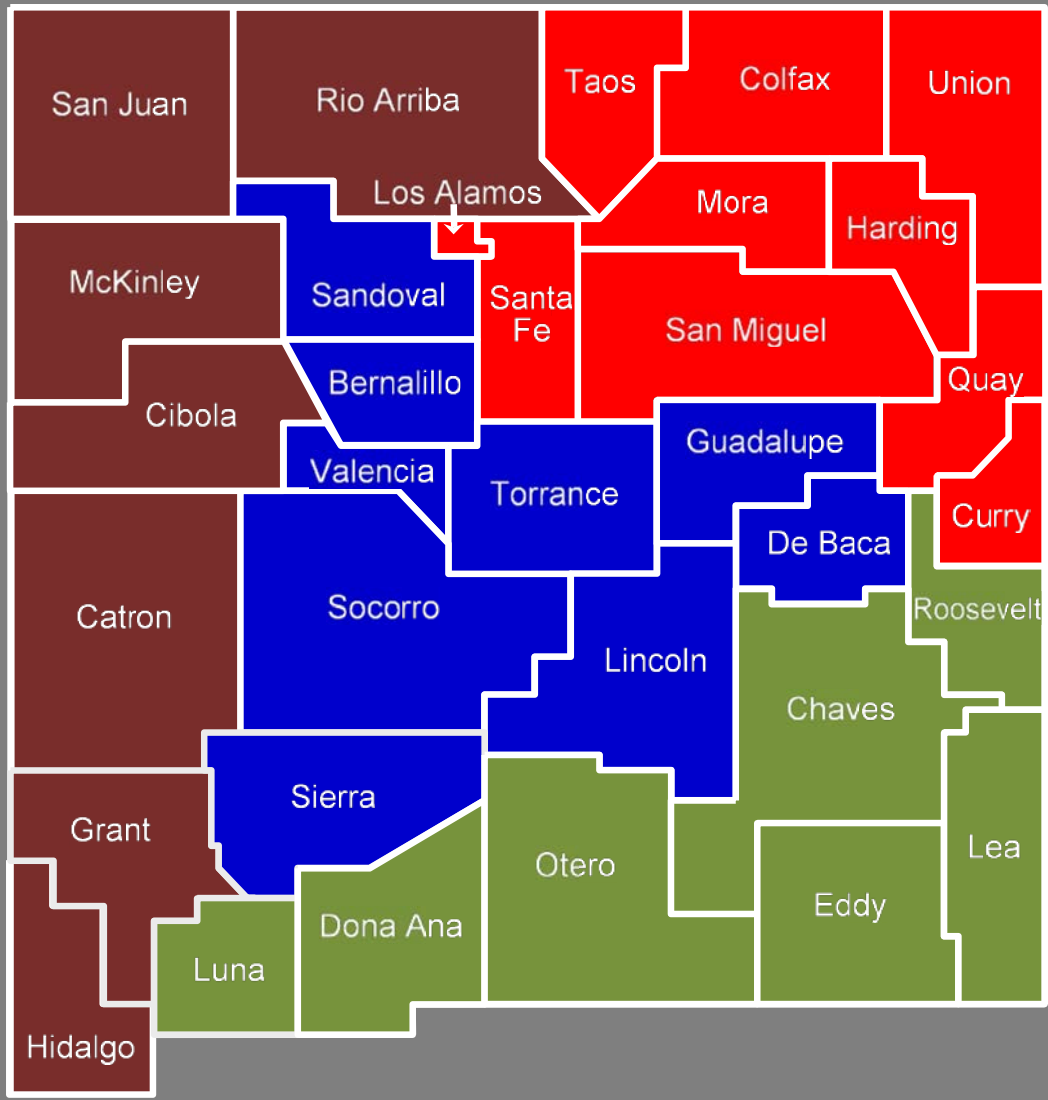 San Juan
Rio Arriba
Taos
Colfax
Union
Los Alamos
Mora
Harding
McKinley
Sandoval
Santa
Fe
San Miguel
Quay
Bernalillo
Cibola
Guadalupe
Valencia
Torrance
Curry
De Baca
Catron
Socorro
Roosevelt
Lincoln
Chaves
Sierra
Grant
Otero
Lea
Eddy
Dona Ana
Luna
Hidalgo